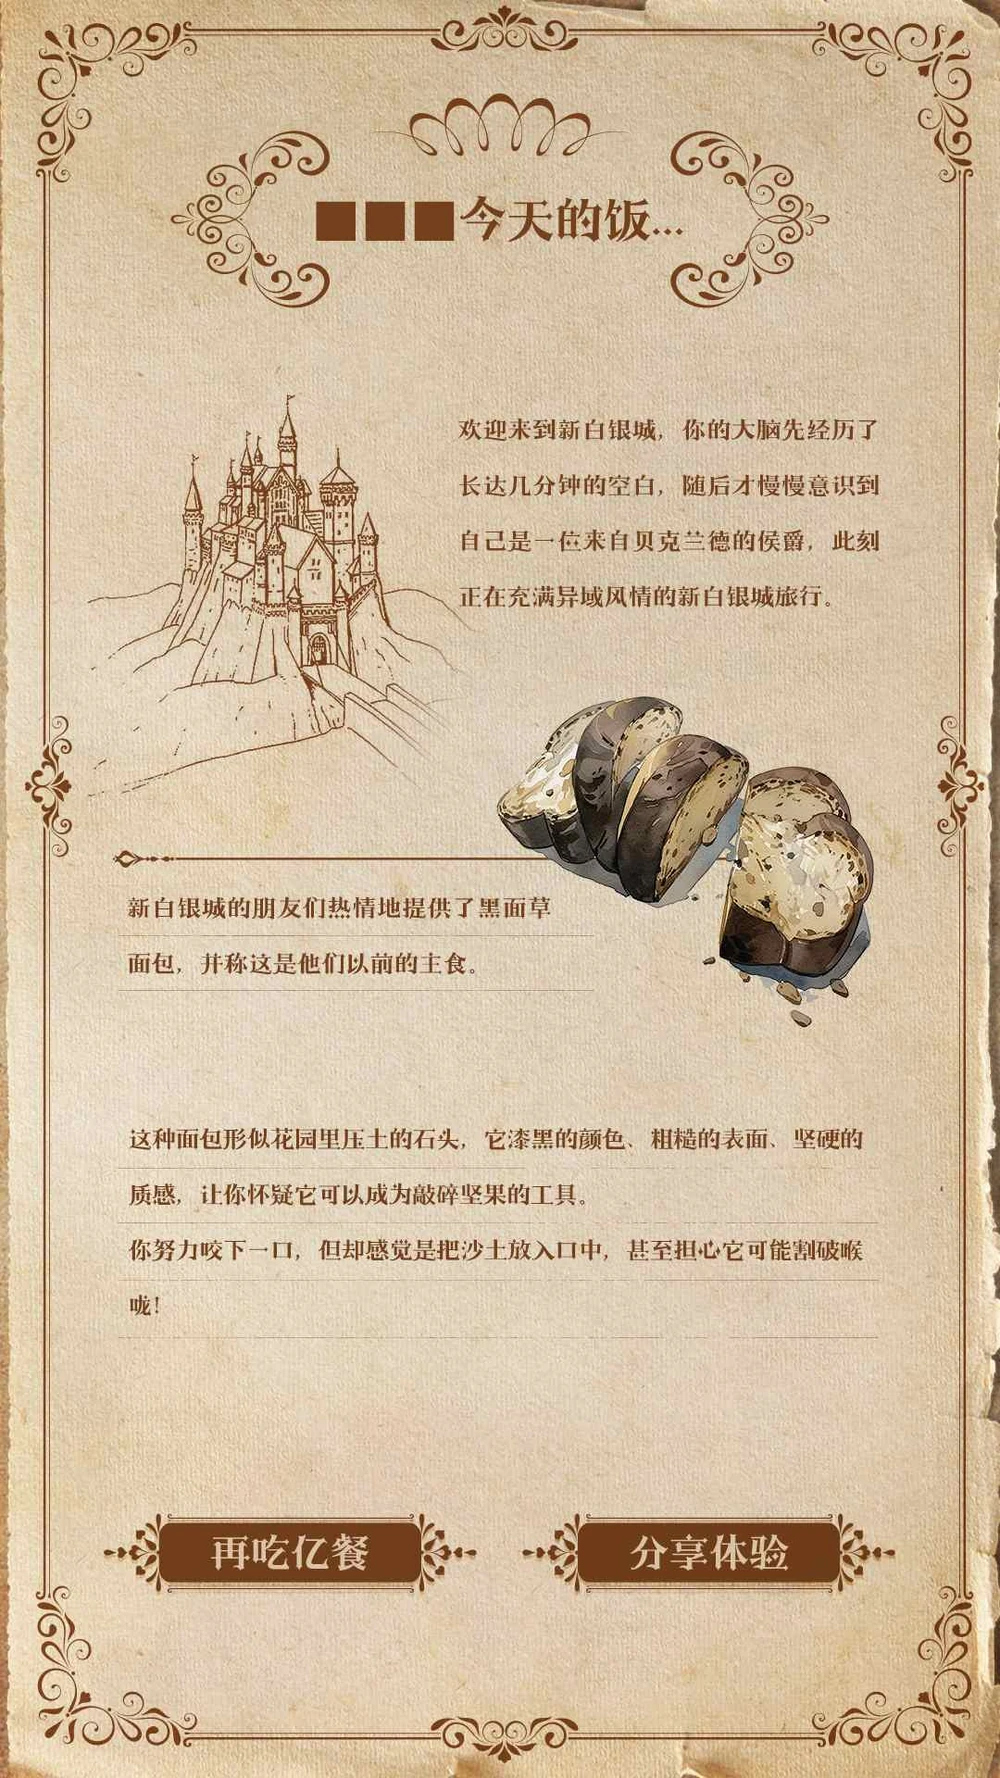 ■■■今天的饭...
欢迎来到新白银城，你的大脑先经历了
长达几分钟的空白，随后才慢慢意识到
自己是一位来自贝克兰德的侯爵，此刻
正在充满异域风情的新白银城旅行。
新白银城的朋友们热情地提供了黑面草
面包，并称这是他们以前的主食。
这种面包形似花园里压土的石头，它漆黑的颜色、粗糙的表面、坚硬的
质感，让你怀疑它可以成为敲碎坚果的工具。
你努力咬下一口，但却感觉是把沙土放入口中，甚至担心它可能割破喉
咙！
再吃亿餐
分享体验